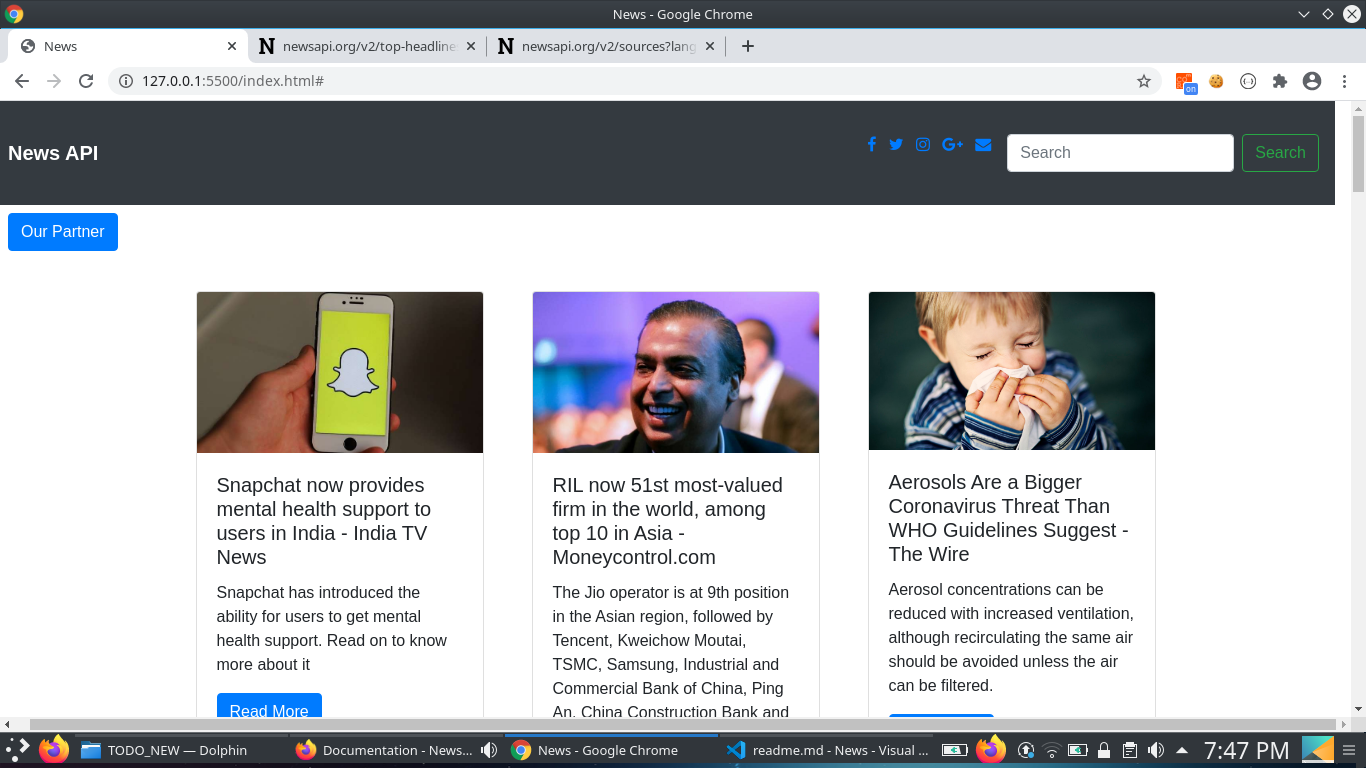 News - Google Chrome
News
newsapi.org/v2/top-headline
newsapi.org/v2/sources?lang
127.0.0.1:5500/index.html#
on
News API
Search
Search
Our Partner
Snapchat now provides
mental health support to
users in India - India TV
News
Snapchat has introduced the
ability for users to get mental
health support. Read on to know
more about it
Read More
RIL now 51st most-valued
firm in the world, among
top 10 in Asia -
Moneycontrol.com
The Jio operator is at 9th position
in the Asian region, followed by
Tencent, Kweichow Moutai,
TSMC, Samsung, Industrial and
Commercial Bank of China, Ping
An, China Construction Bank and
Aerosols Are a Bigger
Coronavirus Threat Than
WHO Guidelines Suggest -
The Wire
Aerosol concentrations can be
reduced with increased ventilation,
although recirculating the same air
should be avoided unless the air
can be filtered.
TODO_NEW — Dolphin
Documentation - News...
News - Google Chrome
readme.md - News - Visual ...
7:47 PM